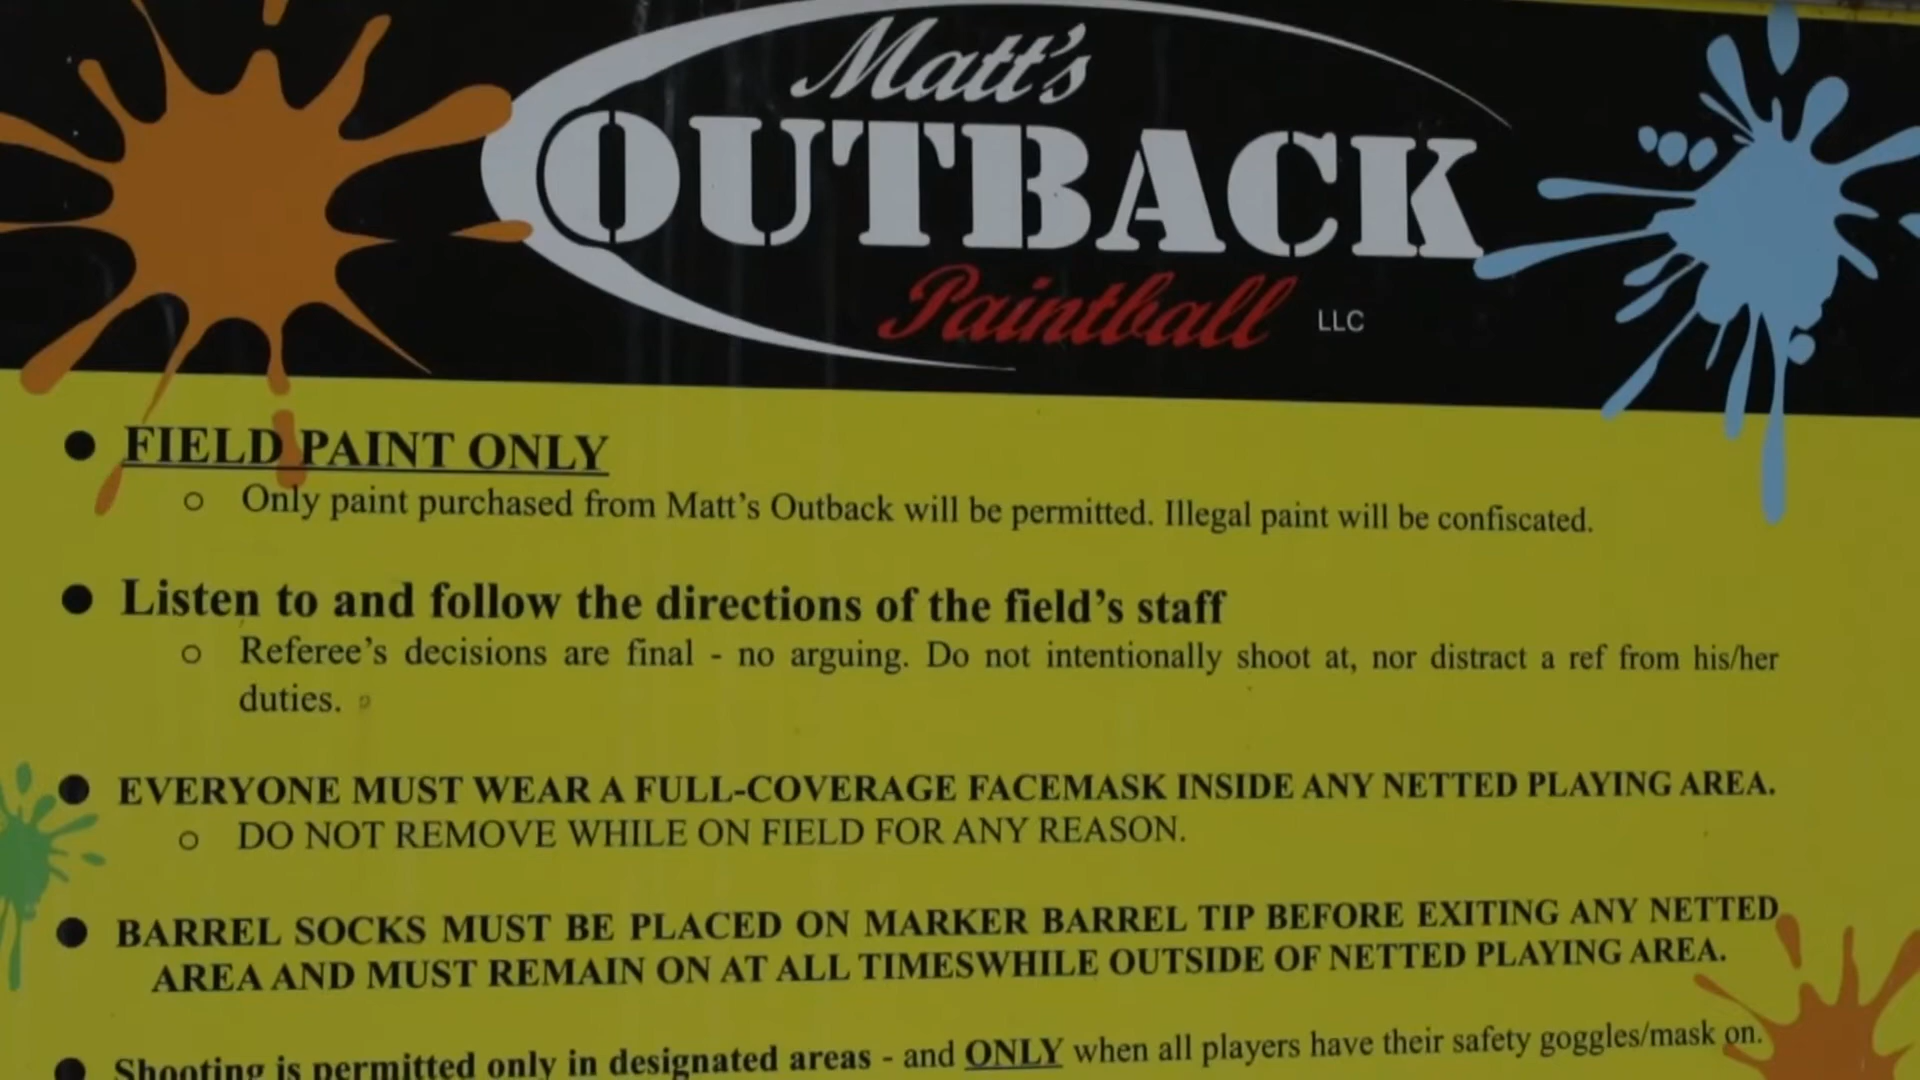 Matt's
OUTBACK
Paintball LLC
● FIELD PAINT ONLY
○ Only paint purchased from Matt's Outback will be permitted. Illegal paint will be confiscated.
● Listen to and follow the directions of the field's staff
○ Referee's decisions are final - no arguing. Do not intentionally shoot at, nor distract a ref from his/her
duties.
● EVERYONE MUST WEAR A FULL-COVERAGE FACEMASK INSIDE ANY NETTED PLAYING AREA.
○ DO NOT REMOVE WHILE ON FIELD FOR ANY REASON.
● BARREL SOCKS MUST BE PLACED ON MARKER BARREL TIP BEFORE EXITING ANY NETTED
AREA AND MUST REMAIN ON AT ALL TIMESWHILE OUTSIDE OF NETTED PLAYING AREA.
● Shooting is permitted only in designated areas - and ONLY when all players have their safety goggles/mask on.